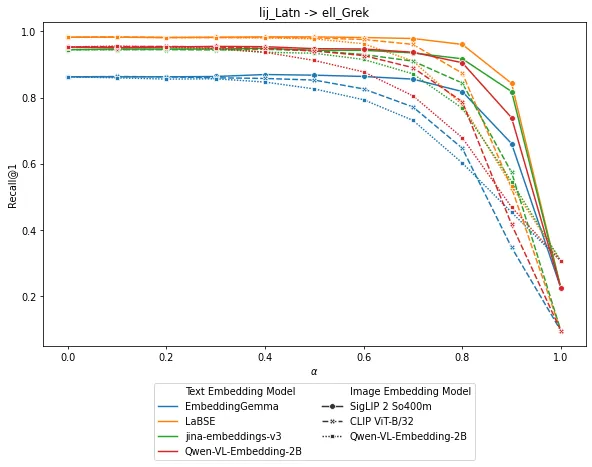 lij_Latn -> ell_Grek
Recall@1
1.0
0.8
0.6
0.4
0.2
0.0 0.2 0.4 0.6 0.8 1.0
α
Text Embedding Model Image Embedding Model
EmbeddingGemma SigLIP 2 So400m
LaBSE CLIP ViT-B/32
jina-embeddings-v3 Qwen-VL-Embedding-2B
Qwen-VL-Embedding-2B